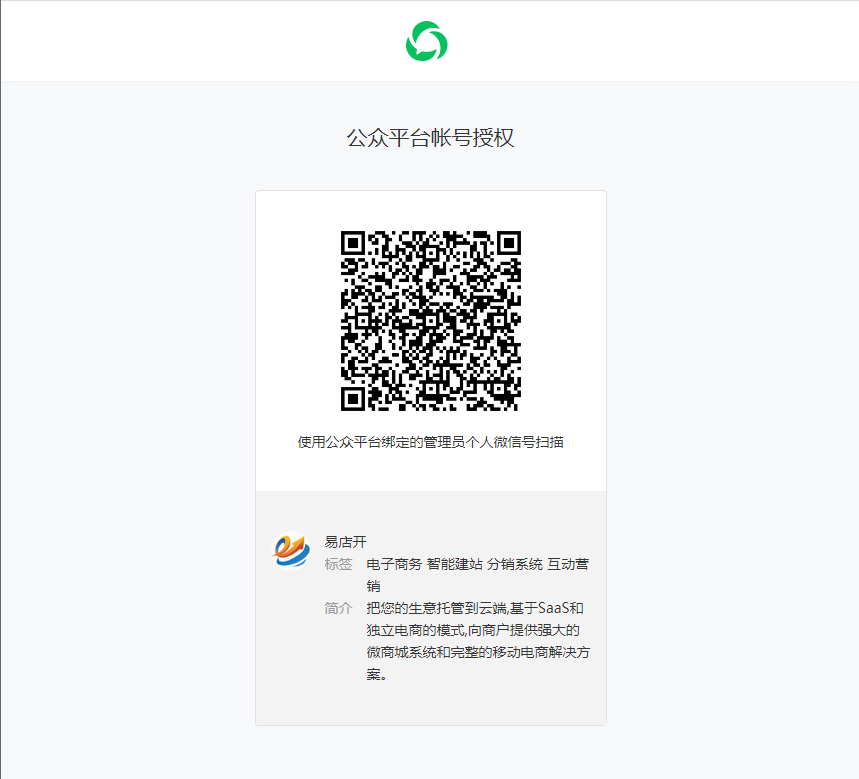 公众平台帐号授权
使用公众平台绑定的管理员个人微信号扫描
易店开
标签 电子商务 智能建站 分销系统 互动营
销
简介 把您的生意托管到云端,基于SaaS和
独立电商的模式,向商户提供强大的
微商城系统和完整的移动电商解决方
案。